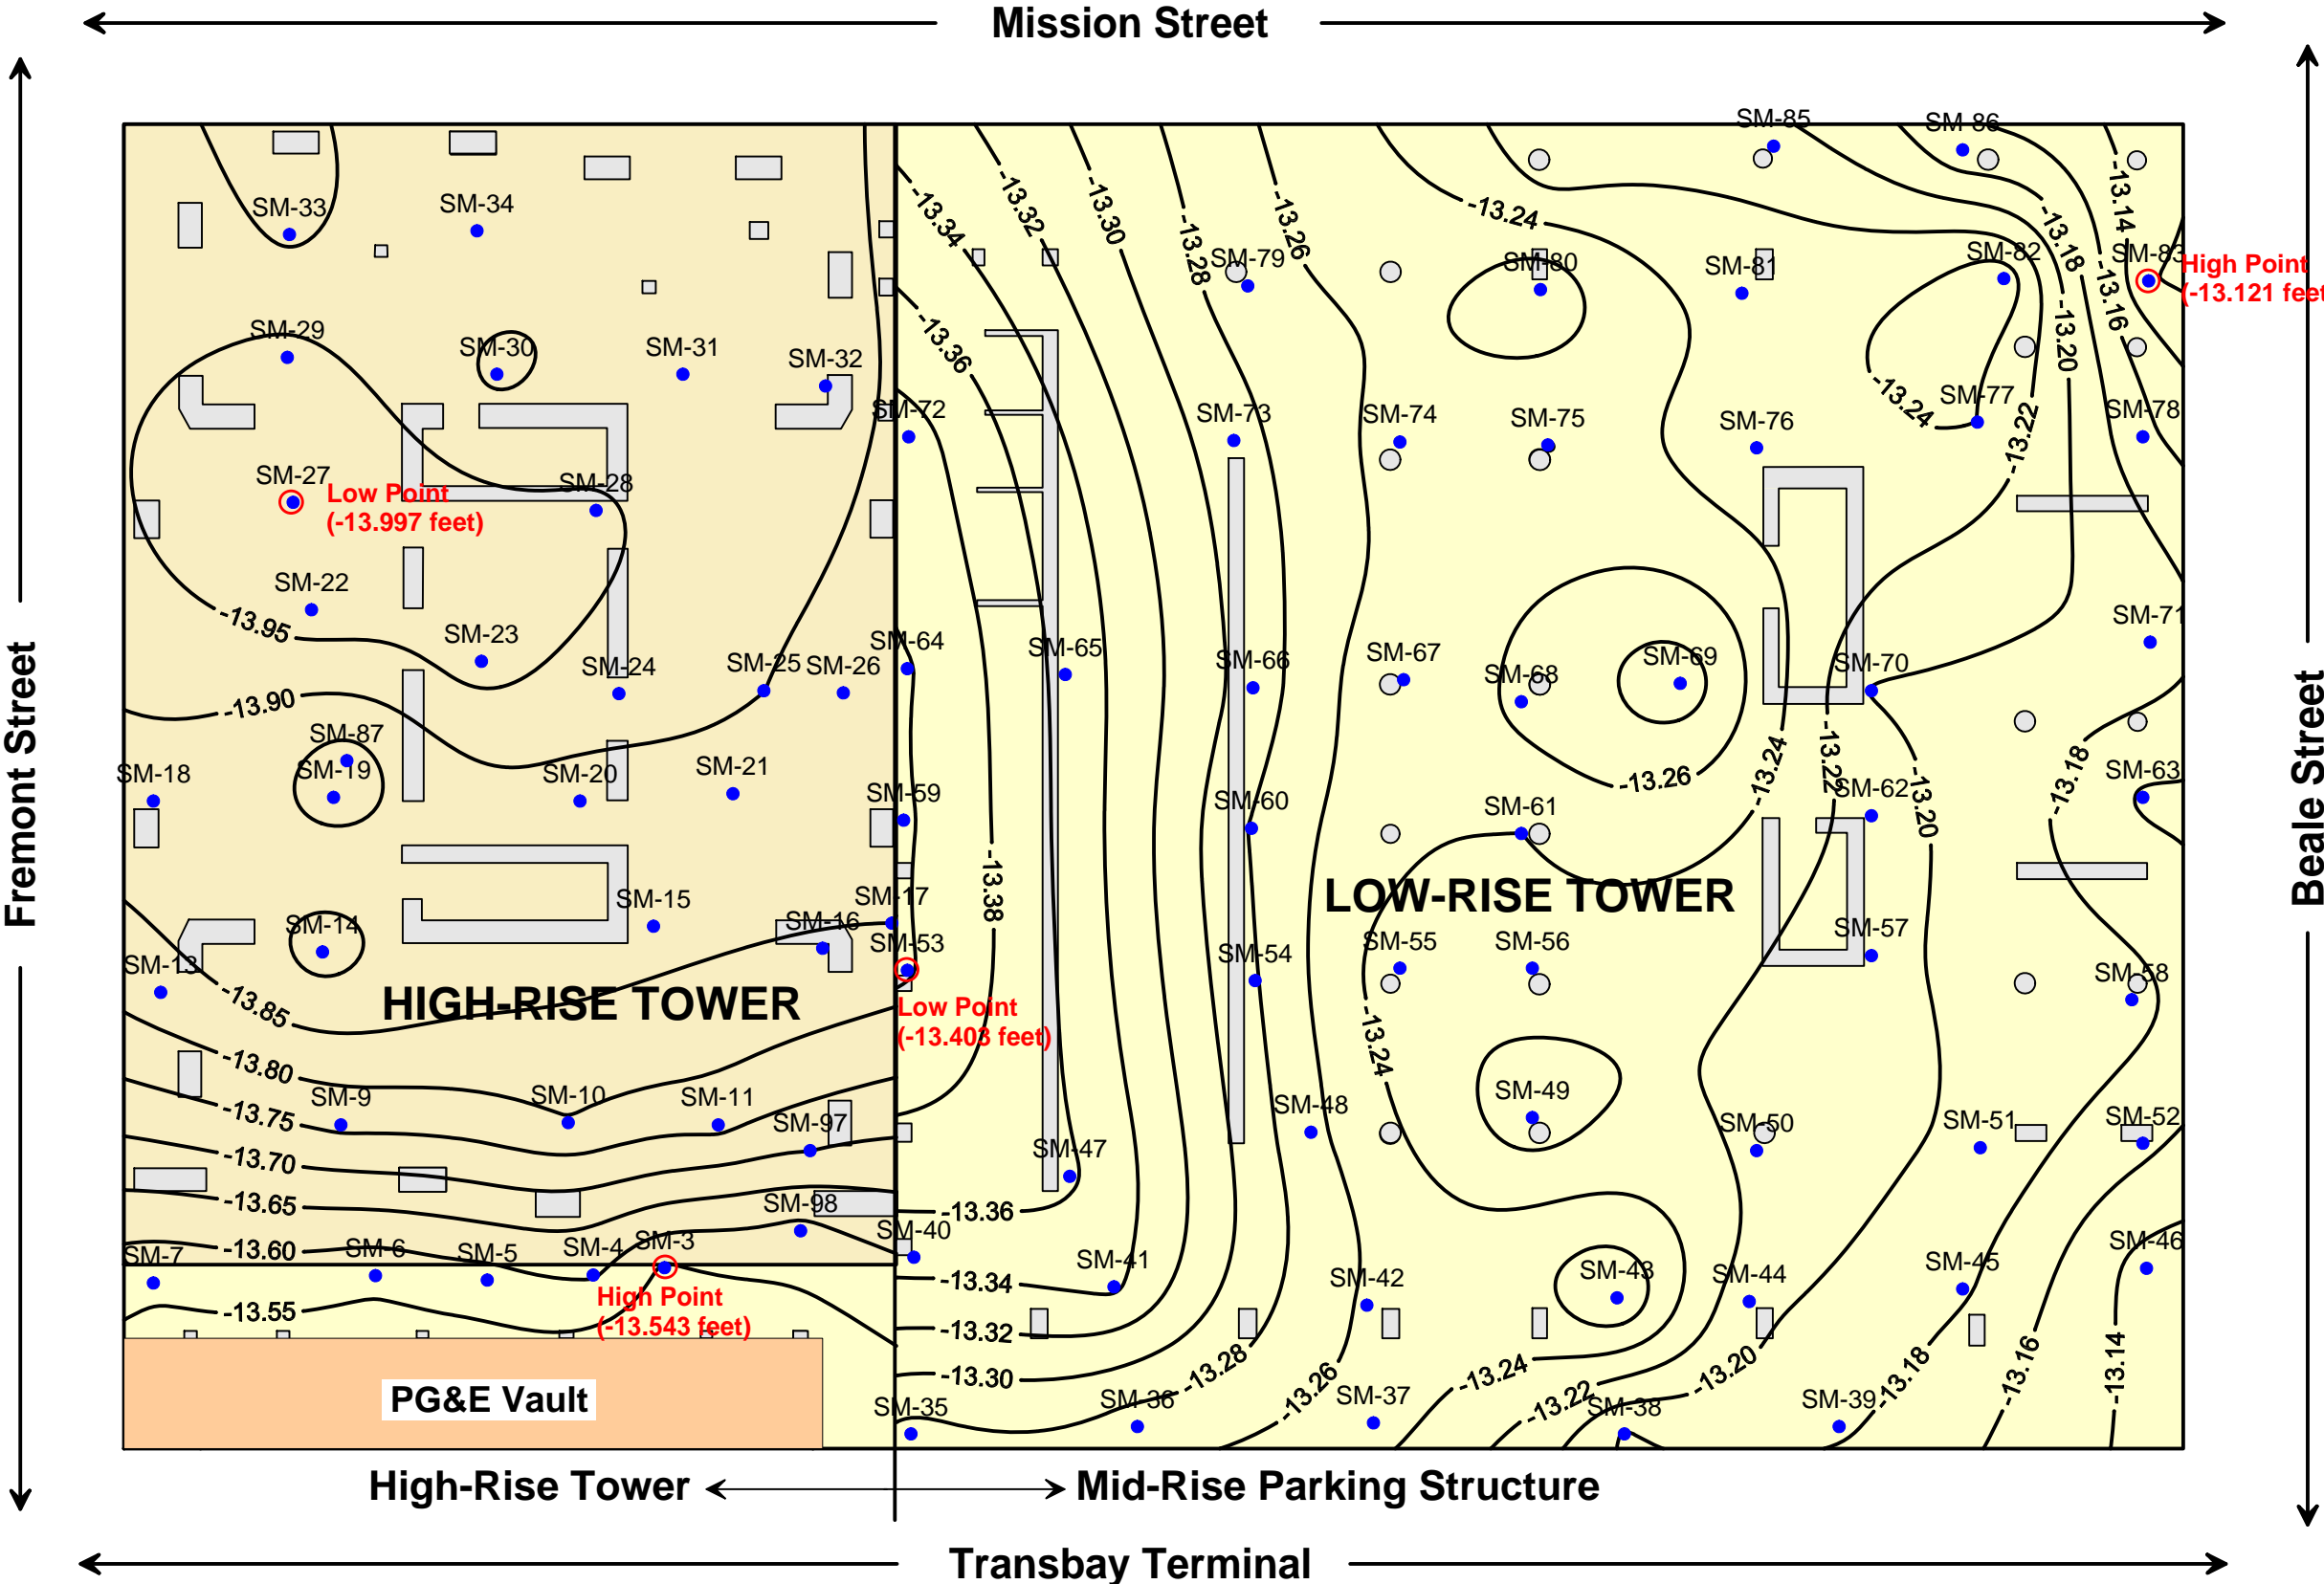 Mission Street
SM-85
SM-86
-13.14
SM-33
SM-34
-13.34
-13.32
-13.30
-13.28
-13.26
-13.24
-13.18
SM-79
SM-80
SM-81
SM-82
SM-83
High Point
(-13.121 feet
-13.16
-13.20
SM-29
SM-30
SM-31
SM-32
-13.36
SM-72
SM-73
SM-74
SM-75
SM-76
-13.24
SM-77
-13.22
SM-78
SM-27
Low Point
(-13.997 feet)
SM-28
SM-22
-13.95
SM-23
SM-24
SM-25
SM-26
SM-64
SM-65
SM-66
SM-67
SM-68
SM-69
SM-70
SM-71
Fremont Street
Beale Street
-13.90
SM-87
SM-19
SM-18
SM-20
SM-21
SM-59
SM-60
SM-61
-13.26
-13.24
-13.22
SM-62
-13.20
-13.18
SM-63
-13.38
LOW-RISE TOWER
SM-13
SM-14
SM-15
SM-16
SM-17
SM-53
SM-54
SM-55
SM-56
SM-57
SM-58
-13.85
HIGH-RISE TOWER
Low Point
(-13.403 feet)
-13.24
-13.80
SM-9
SM-10
SM-11
SM-97
SM-47
SM-48
SM-49
SM-50
SM-51
SM-52
-13.75
-13.70
-13.65
SM-98
-13.36
-13.60
SM-7
SM-6
SM-5
SM-4
SM-3
SM-40
SM-41
SM-42
SM-43
SM-44
SM-45
SM-46
-13.34
High Point
(-13.543 feet)
-13.55
-13.32
-13.30
-13.28
-13.26
-13.24
-13.22
-13.20
-13.18
-13.16
-13.14
PG&E Vault
SM-35
SM-36
SM-37
SM-38
SM-39
High-Rise Tower
Mid-Rise Parking Structure
Transbay Terminal